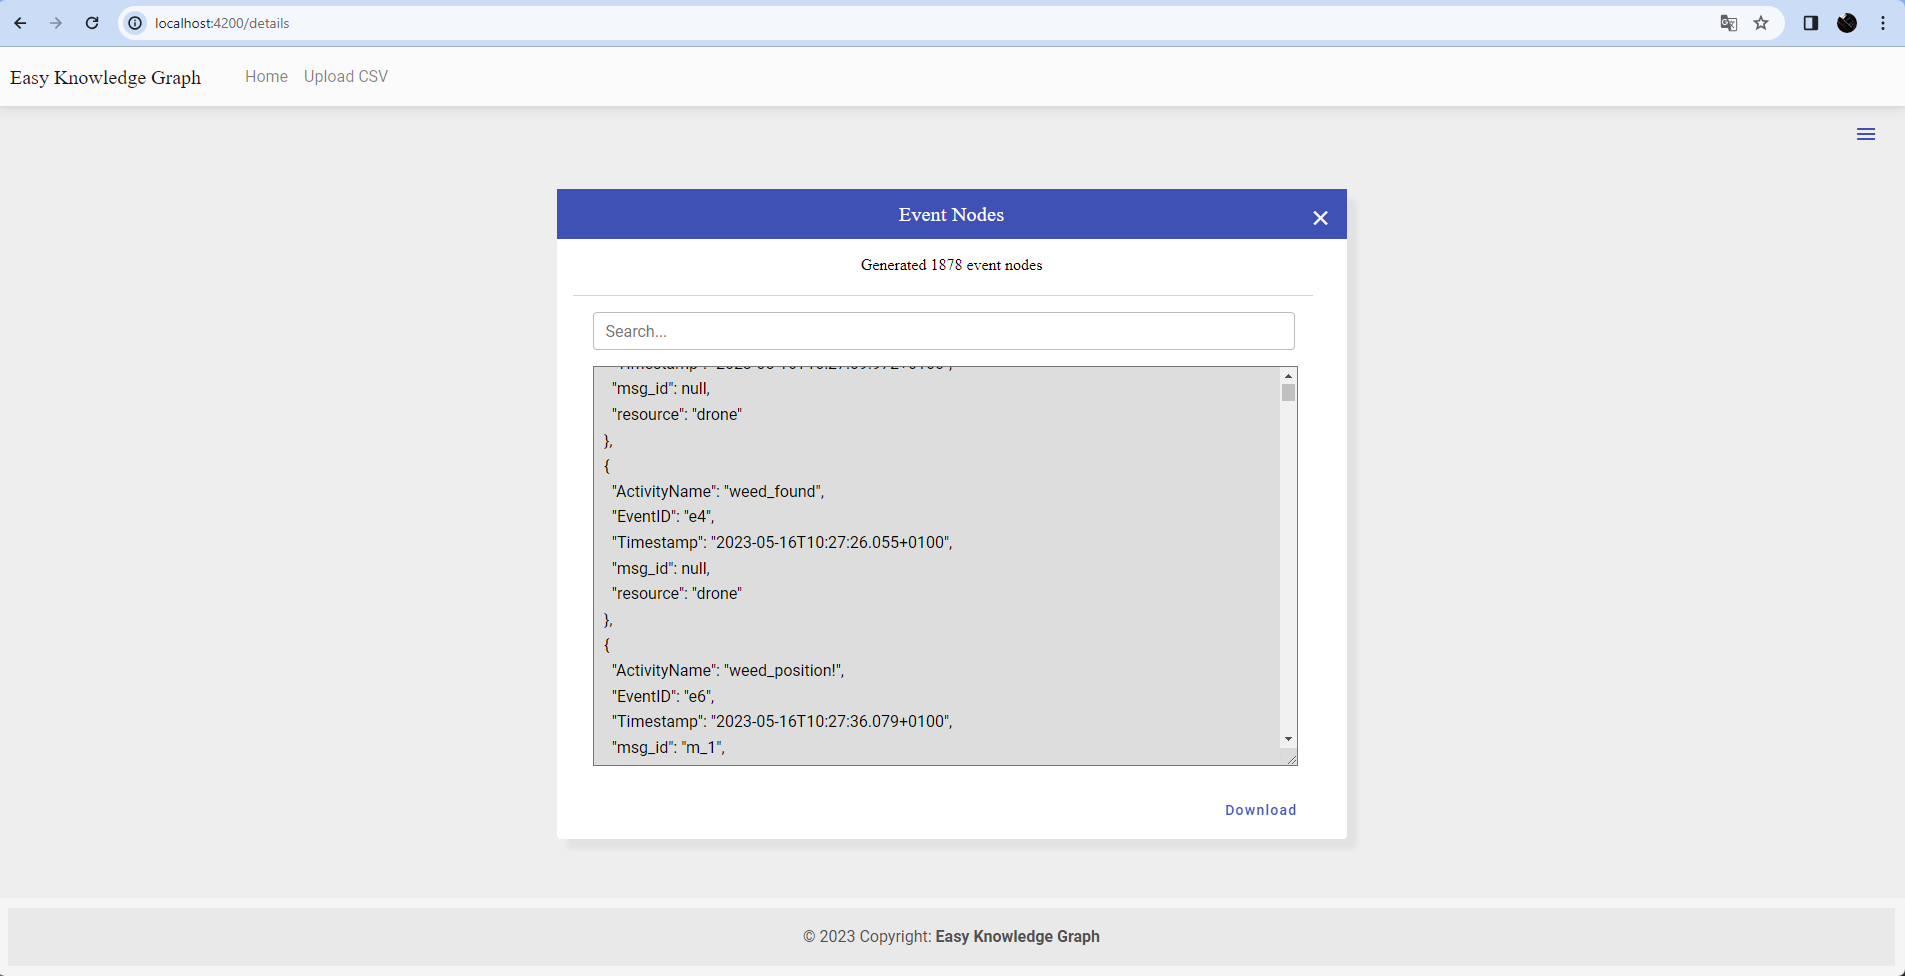 localhost:4200/details
Easy Knowledge Graph Home Upload CSV
Event Nodes
Generated 1878 event nodes
Search...
"msg_id": null,
"resource": "drone"
},
{
"ActivityName": "weed_found",
"EventID": "e4",
"Timestamp": "2023-05-16T10:27:26.055+0100",
"msg_id": null,
"resource": "drone"
},
{
"ActivityName": "weed_position!",
"EventID": "e6",
"Timestamp": "2023-05-16T10:27:36.079+0100",
"msg_id": "m_1",
Download
© 2023 Copyright: Easy Knowledge Graph